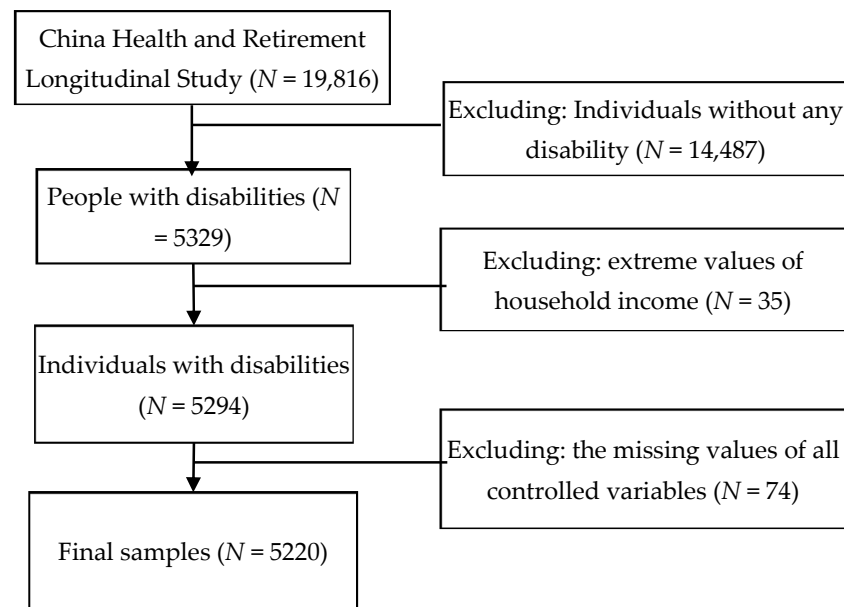 China Health and Retirement
Longitudinal Study (N = 19,816)
Excluding: Individuals without any
disability (N = 14,487)
People with disabilities (N
= 5329)
Excluding: extreme values of
household income (N = 35)
Individuals with disabilities
(N = 5294)
Excluding: the missing values of all
controlled variables (N = 74)
Final samples (N = 5220)